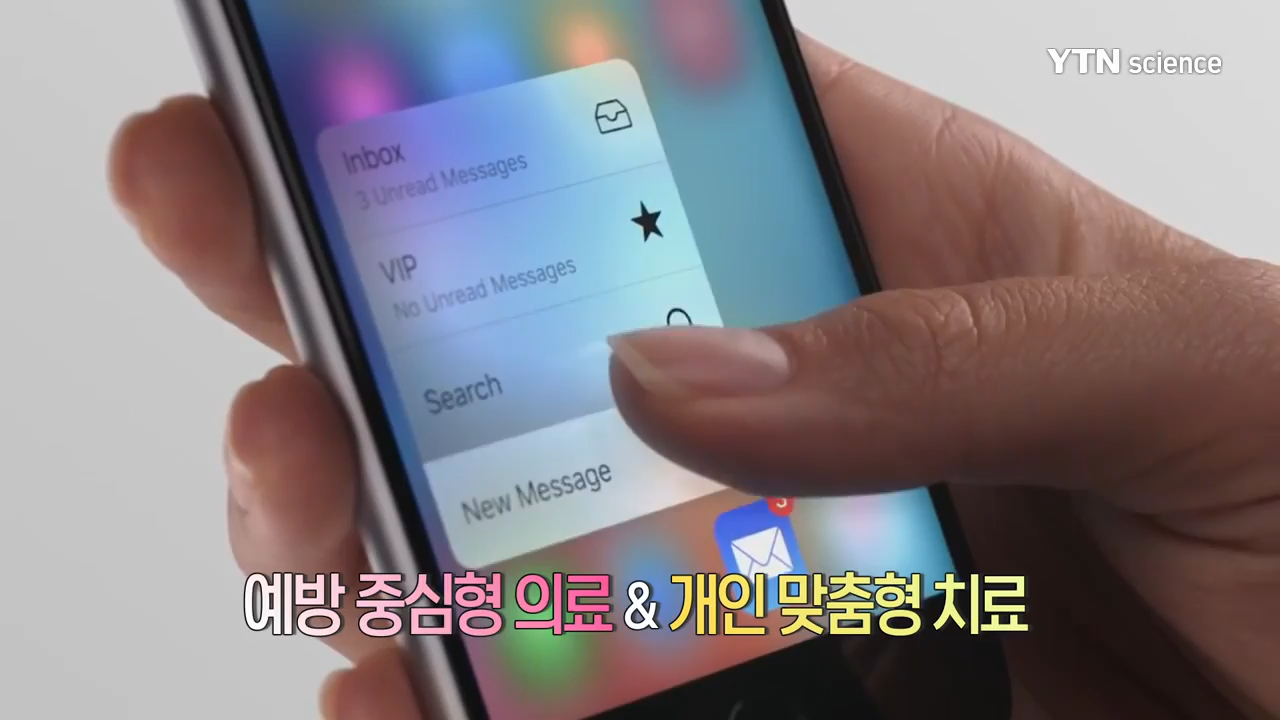 YTN science
Inbox
3 Unread Messages
VIP
No Unread Messages
Search
New Message
3
예방 중심형 의료 & 개인 맞춤형 치료